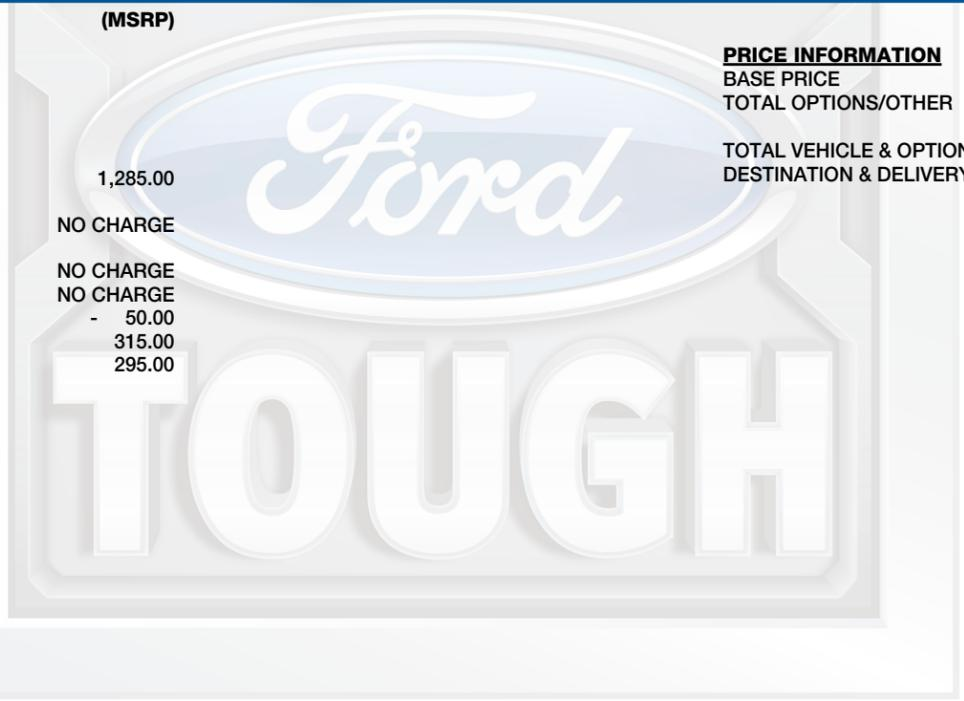 (MSRP)
1,285.00
NO CHARGE
NO CHARGE
NO CHARGE
- 50.00
315.00
295.00
PRICE INFORMATION
BASE PRICE
TOTAL OPTIONS/OTHER
TOTAL VEHICLE & OPTION
DESTINATION & DELIVERY
Ford
TOUGH